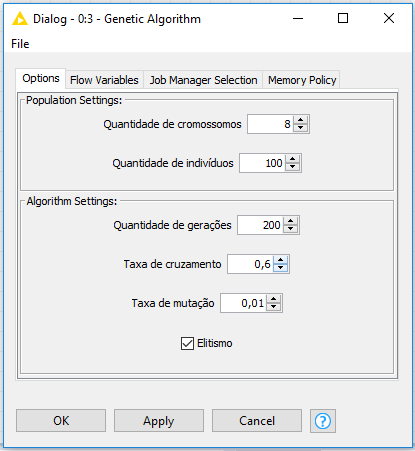 Dialog - 0:3 - Genetic Algorithm
File
Options Flow Variables Job Manager Selection Memory Policy
Population Settings:
Quantidade de cromossomos 8
Quantidade de indivíduos 100
Algorithm Settings:
Quantidade de gerações 200
Taxa de cruzamento 0,6
Taxa de mutação 0,01
Elitismo
OK Apply Cancel ?